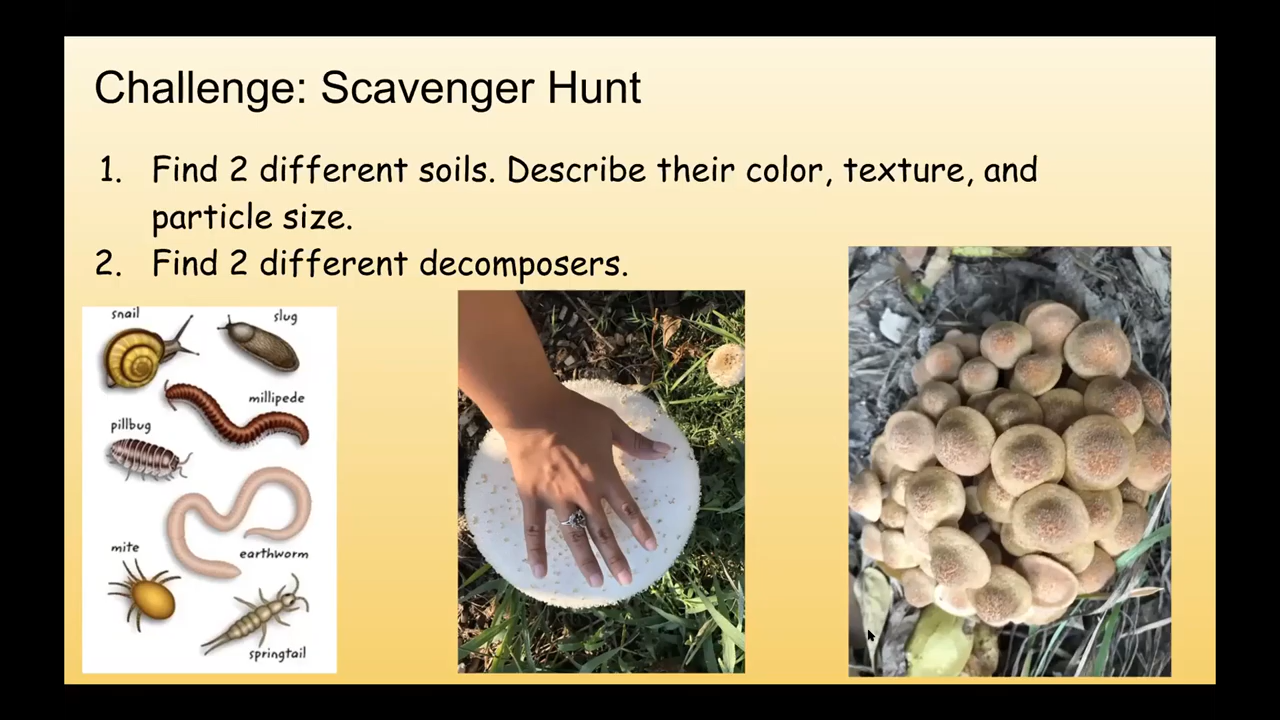 Challenge: Scavenger Hunt
1. Find 2 different soils. Describe their color, texture, and
particle size.
2. Find 2 different decomposers.
snail
slug
millipede
pillbug
earthworm
mite
springtail